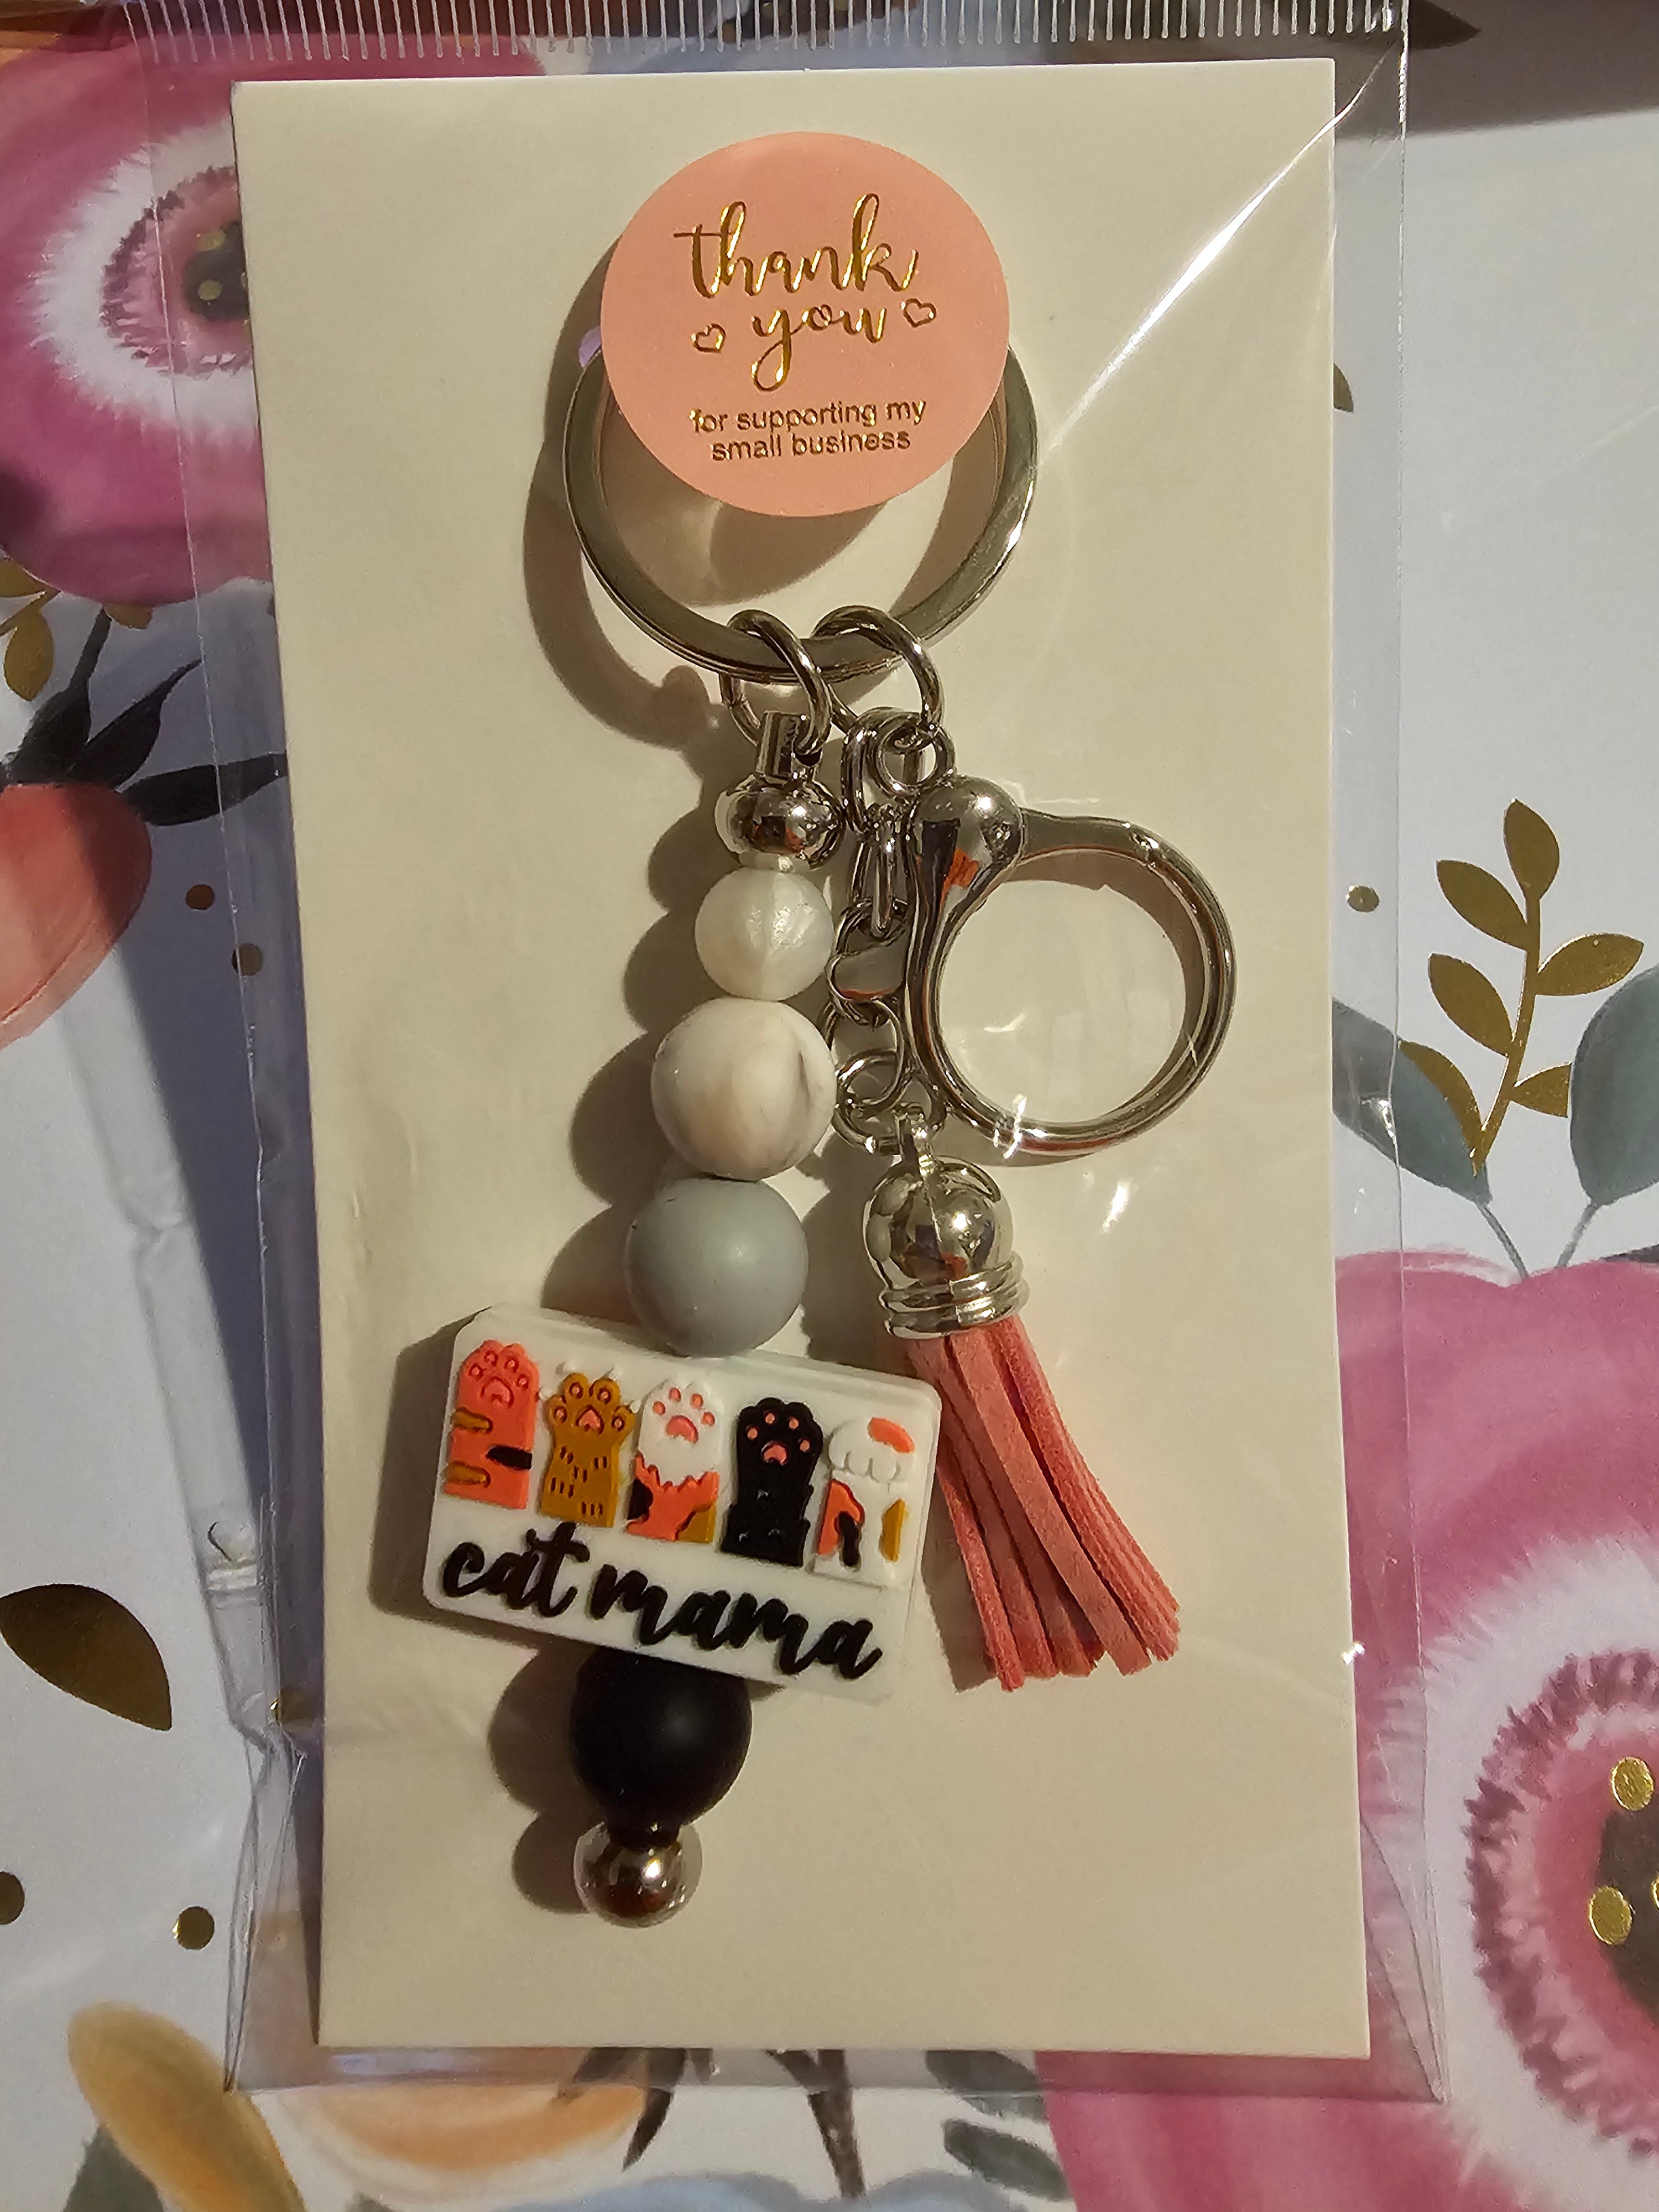 thank
you
for supporting my
small business
cat mama